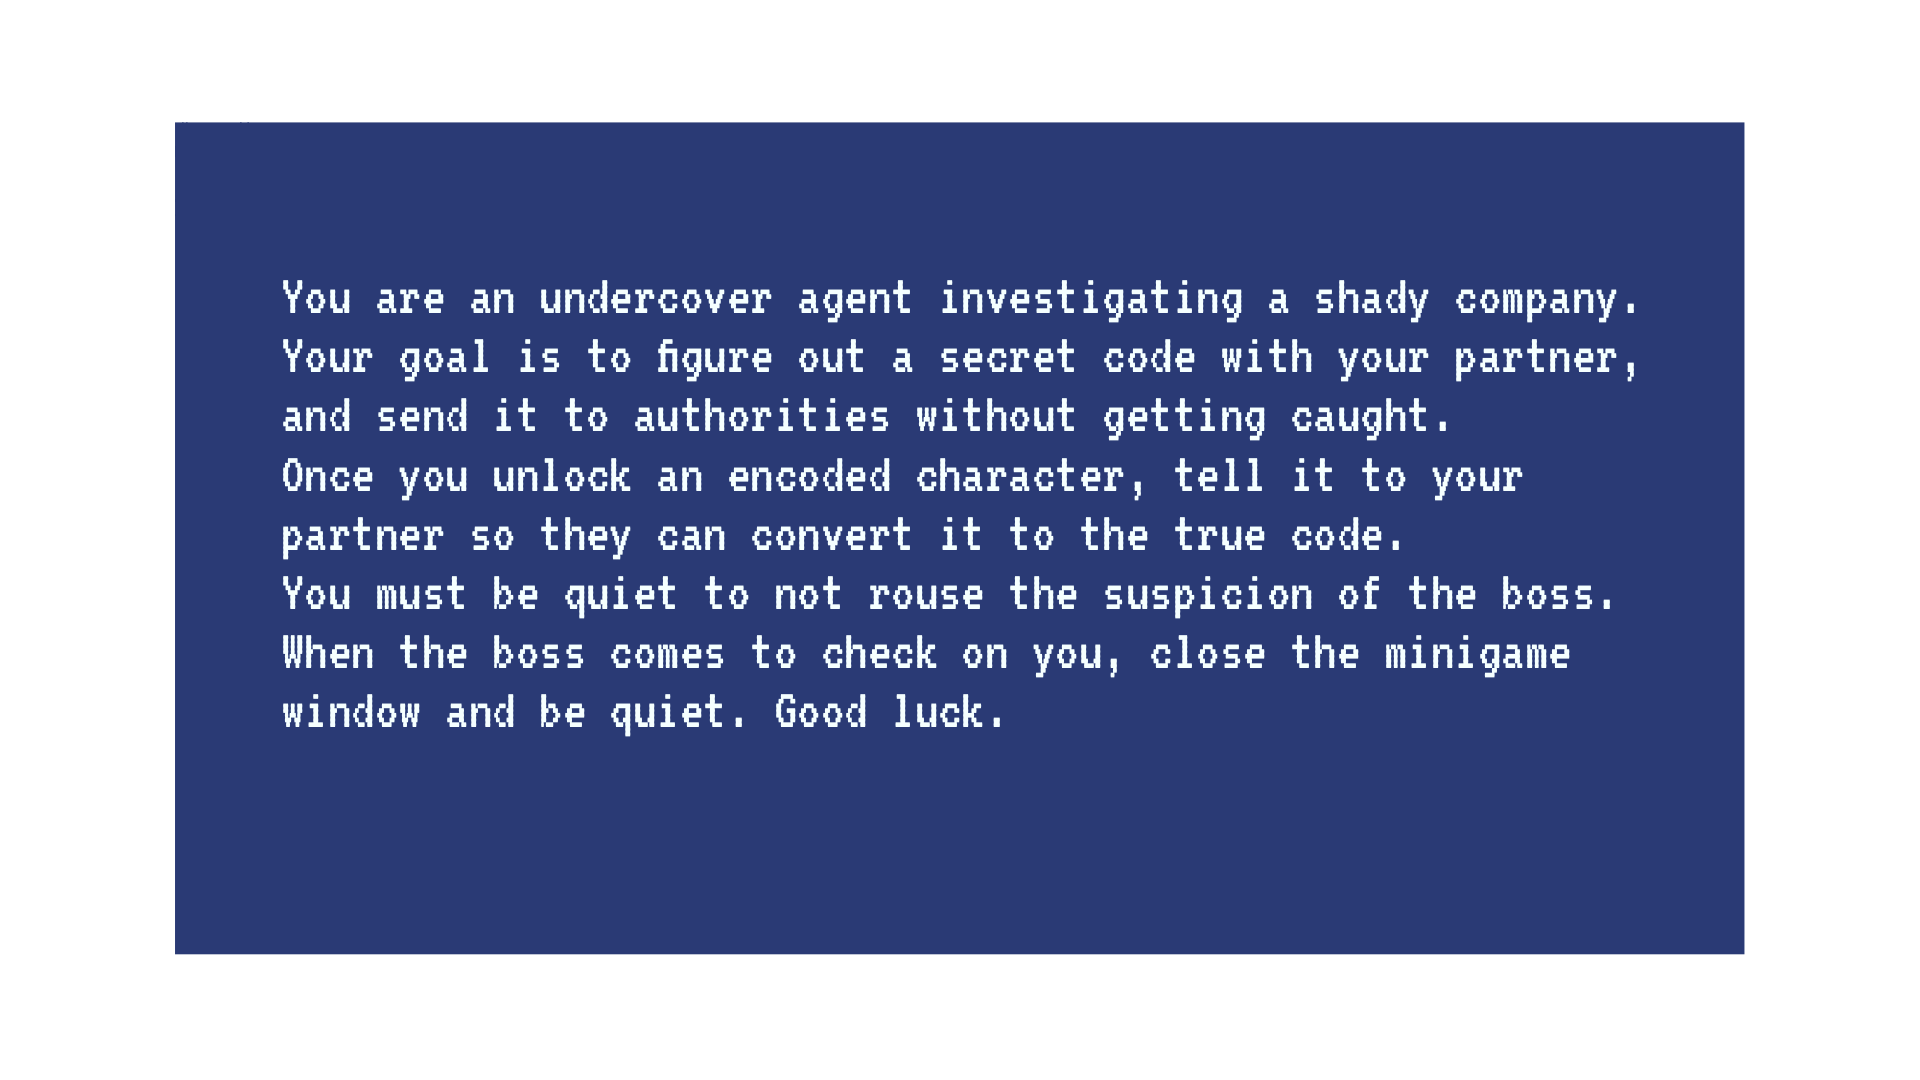 You are an undercover agent investigating a shady company.
Your goal is to figure out a secret code with your partner,
and send it to authorities without getting caught.
Once you unlock an encoded character, tell it to your
partner so they can convert it to the true code.
You must be quiet to not rouse the suspicion of the boss.
When the boss comes to check on you, close the minigame
window and be quiet. Good luck.